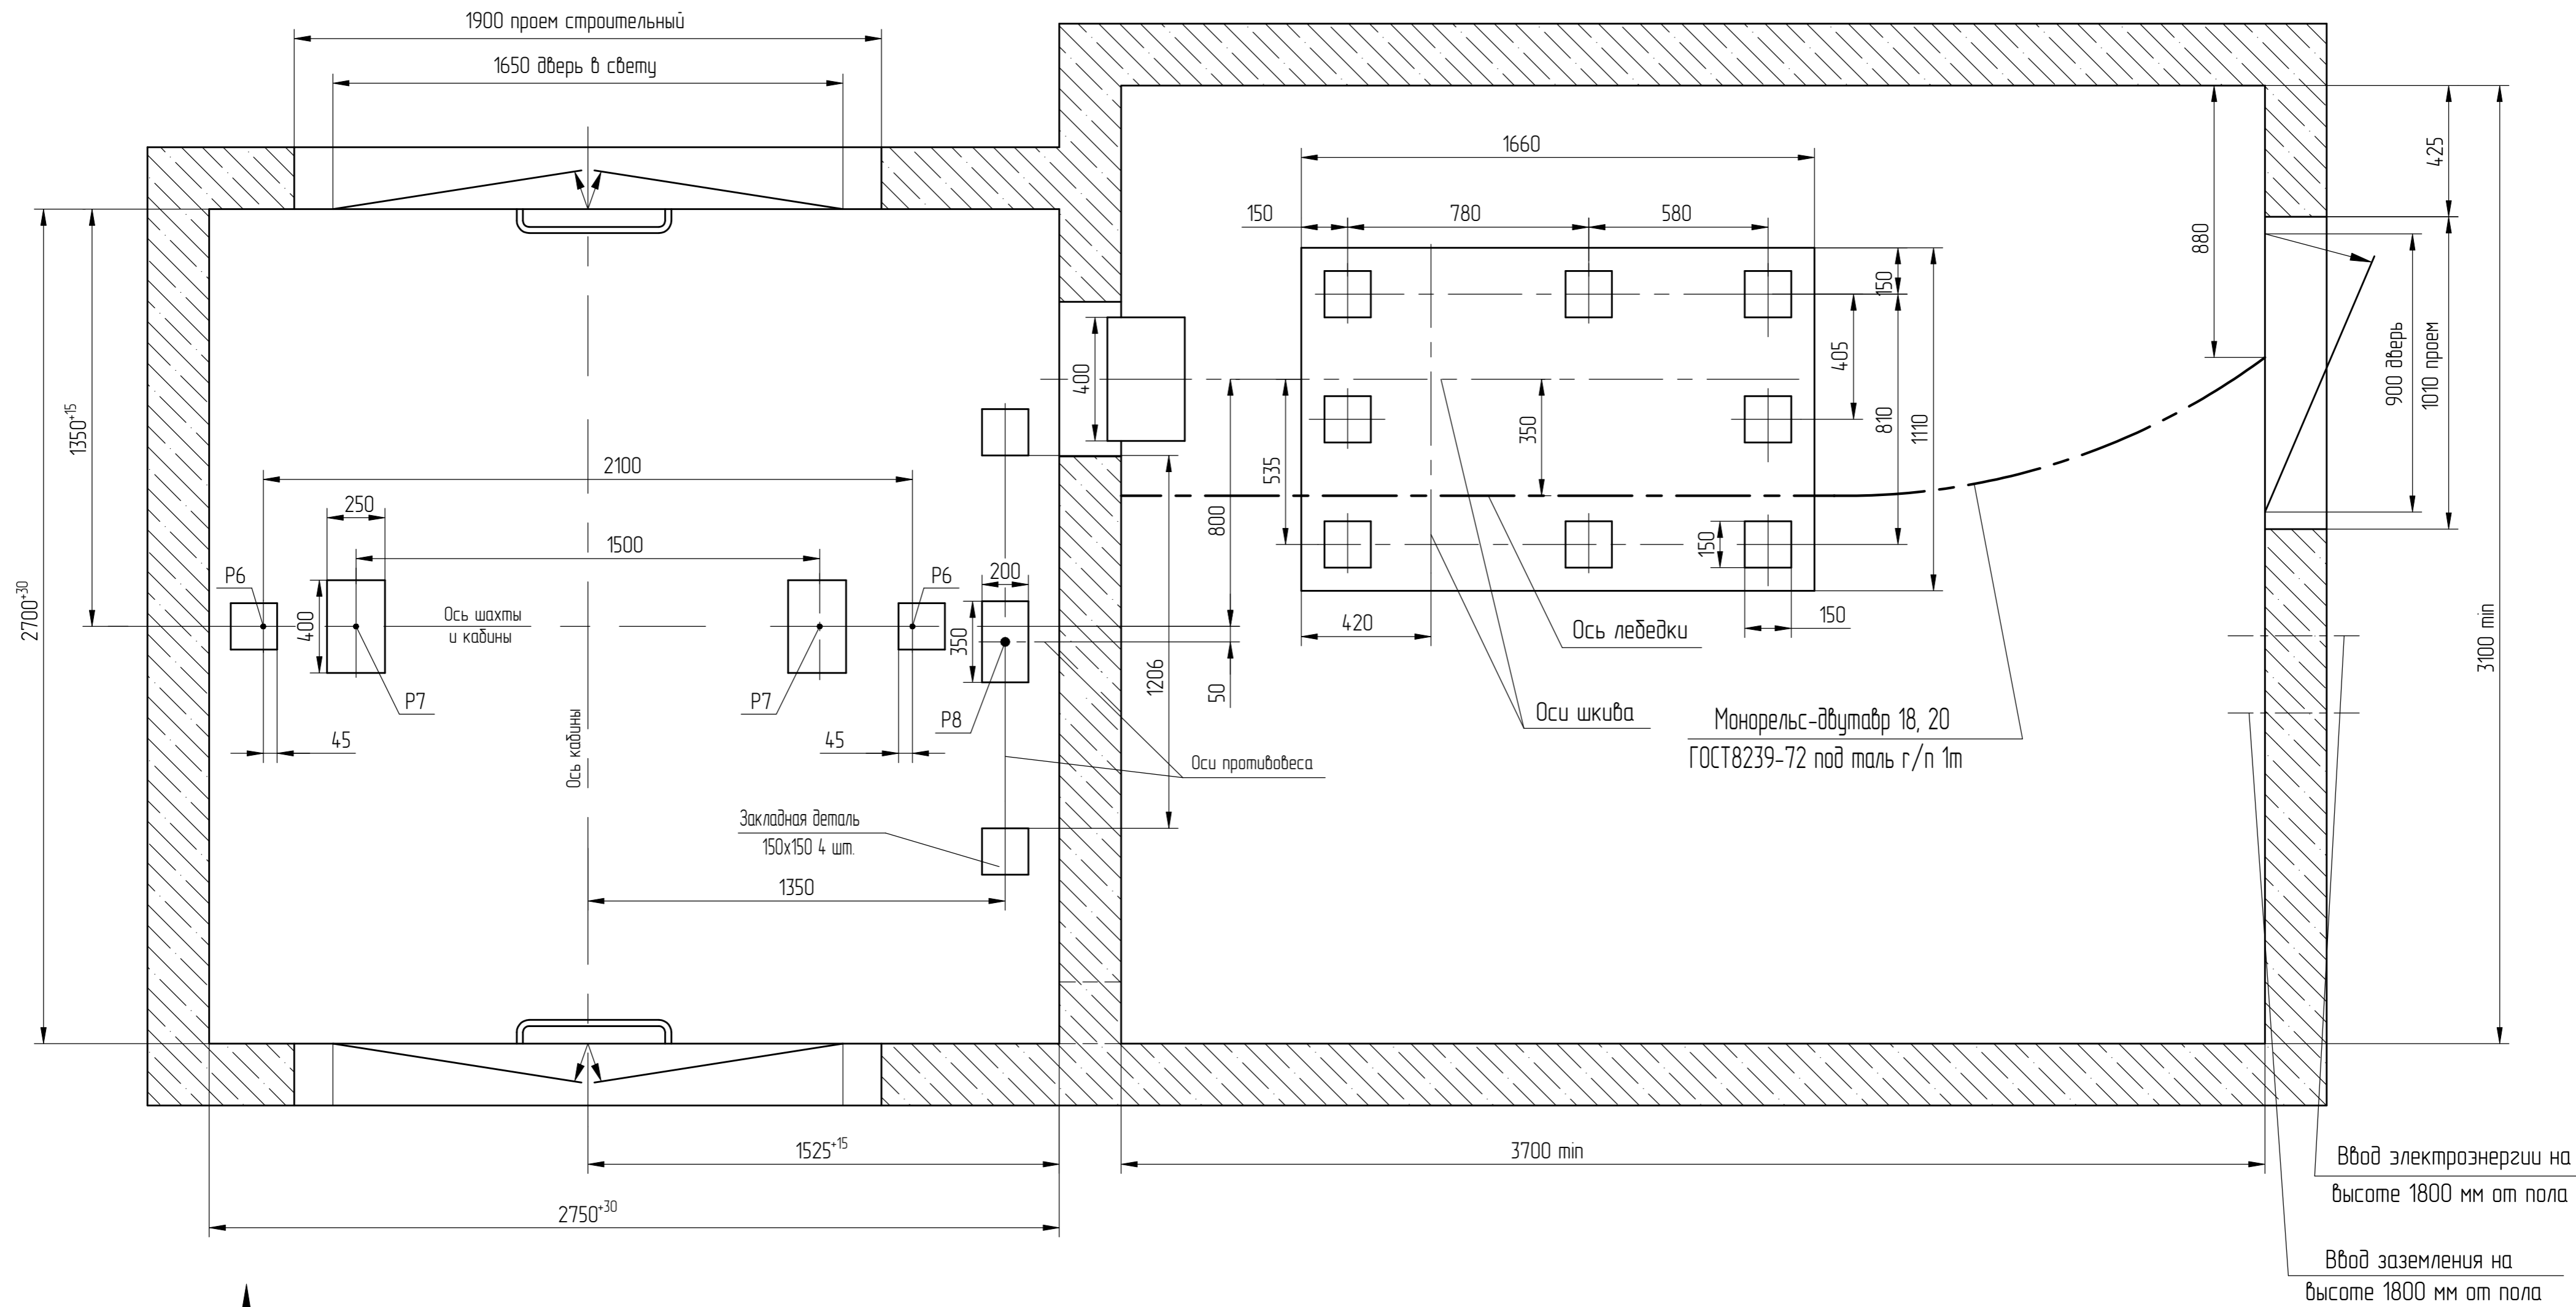 1900 проем строительный
1650 дверь в свету
1660
150
780
580
425
880
150
405
810
1110
900 дверь
1010 проем
400
350
535
800
1350⁺¹⁵
2700⁺³⁰
2100
250
1500
200
P6
P6
400
Ось шахты
и кабины
350
P7
P7
P8
45
45
Ось кабины
1206
50
150
150
420
Ось лебедки
Оси шкива
Монорельс-двутавр 18, 20
ГОСТ8239-72 под таль г/п 1т
Оси противовеса
3100 min
Закладная деталь
150х150 4 шт.
1350
1525⁺¹⁵
3700 min
2750⁺³⁰
Ввод электроэнергии на
высоте 1800 мм от пола
Ввод заземления на
высоте 1800 мм от пола